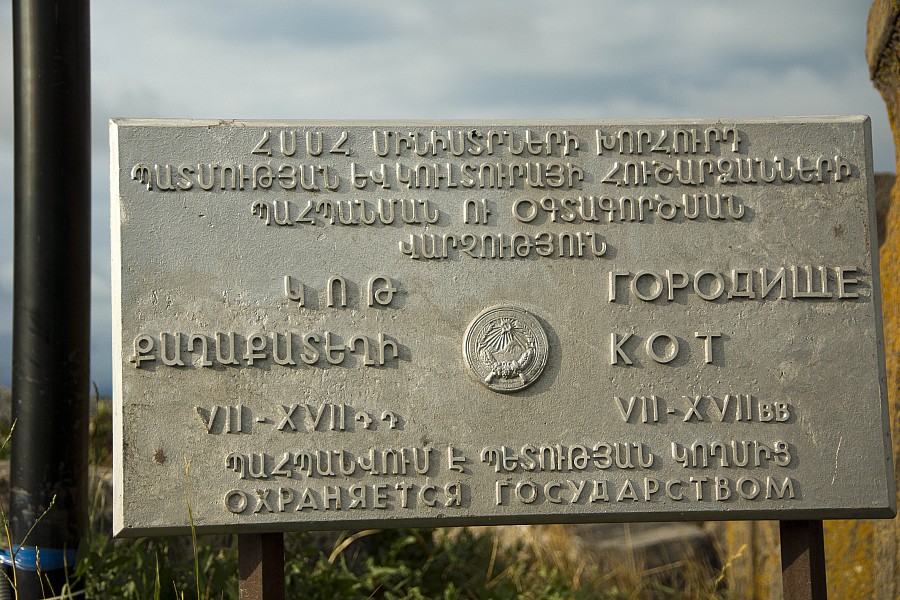 ՀՍՍՀ ՄԻՆԻՍՏՐՆԵՐԻ ԽՈՐՀՈՒՐԴ
ՊԱՏՄՈՒԹՅԱՆ ԵՎ ԿՈՒԼՏՈՒՐԱՅԻ ՀՈՒՇԱՐՁԱՆՆԵՐԻ
ՊԱՀՊԱՆՄԱՆ ՈՒ ՕԳՏԱԳՈՐԾՄԱՆ
ՎԱՐՉՈՒԹՅՈՒՆ
ԿՈԹ
ՔԱՂԱՔԱՏԵՂԻ
VII-XVII ԴԴ
ГОРОДИЩЕ
КОТ
VII-XVII ВВ
ՊԱՀՊԱՆՎՈՒՄ Է ՊԵՏՈՒԹՅԱՆ ԿՈՂՄԻՑ
ОХРАНЯЕТСЯ ГОСУДАРСТВОМ